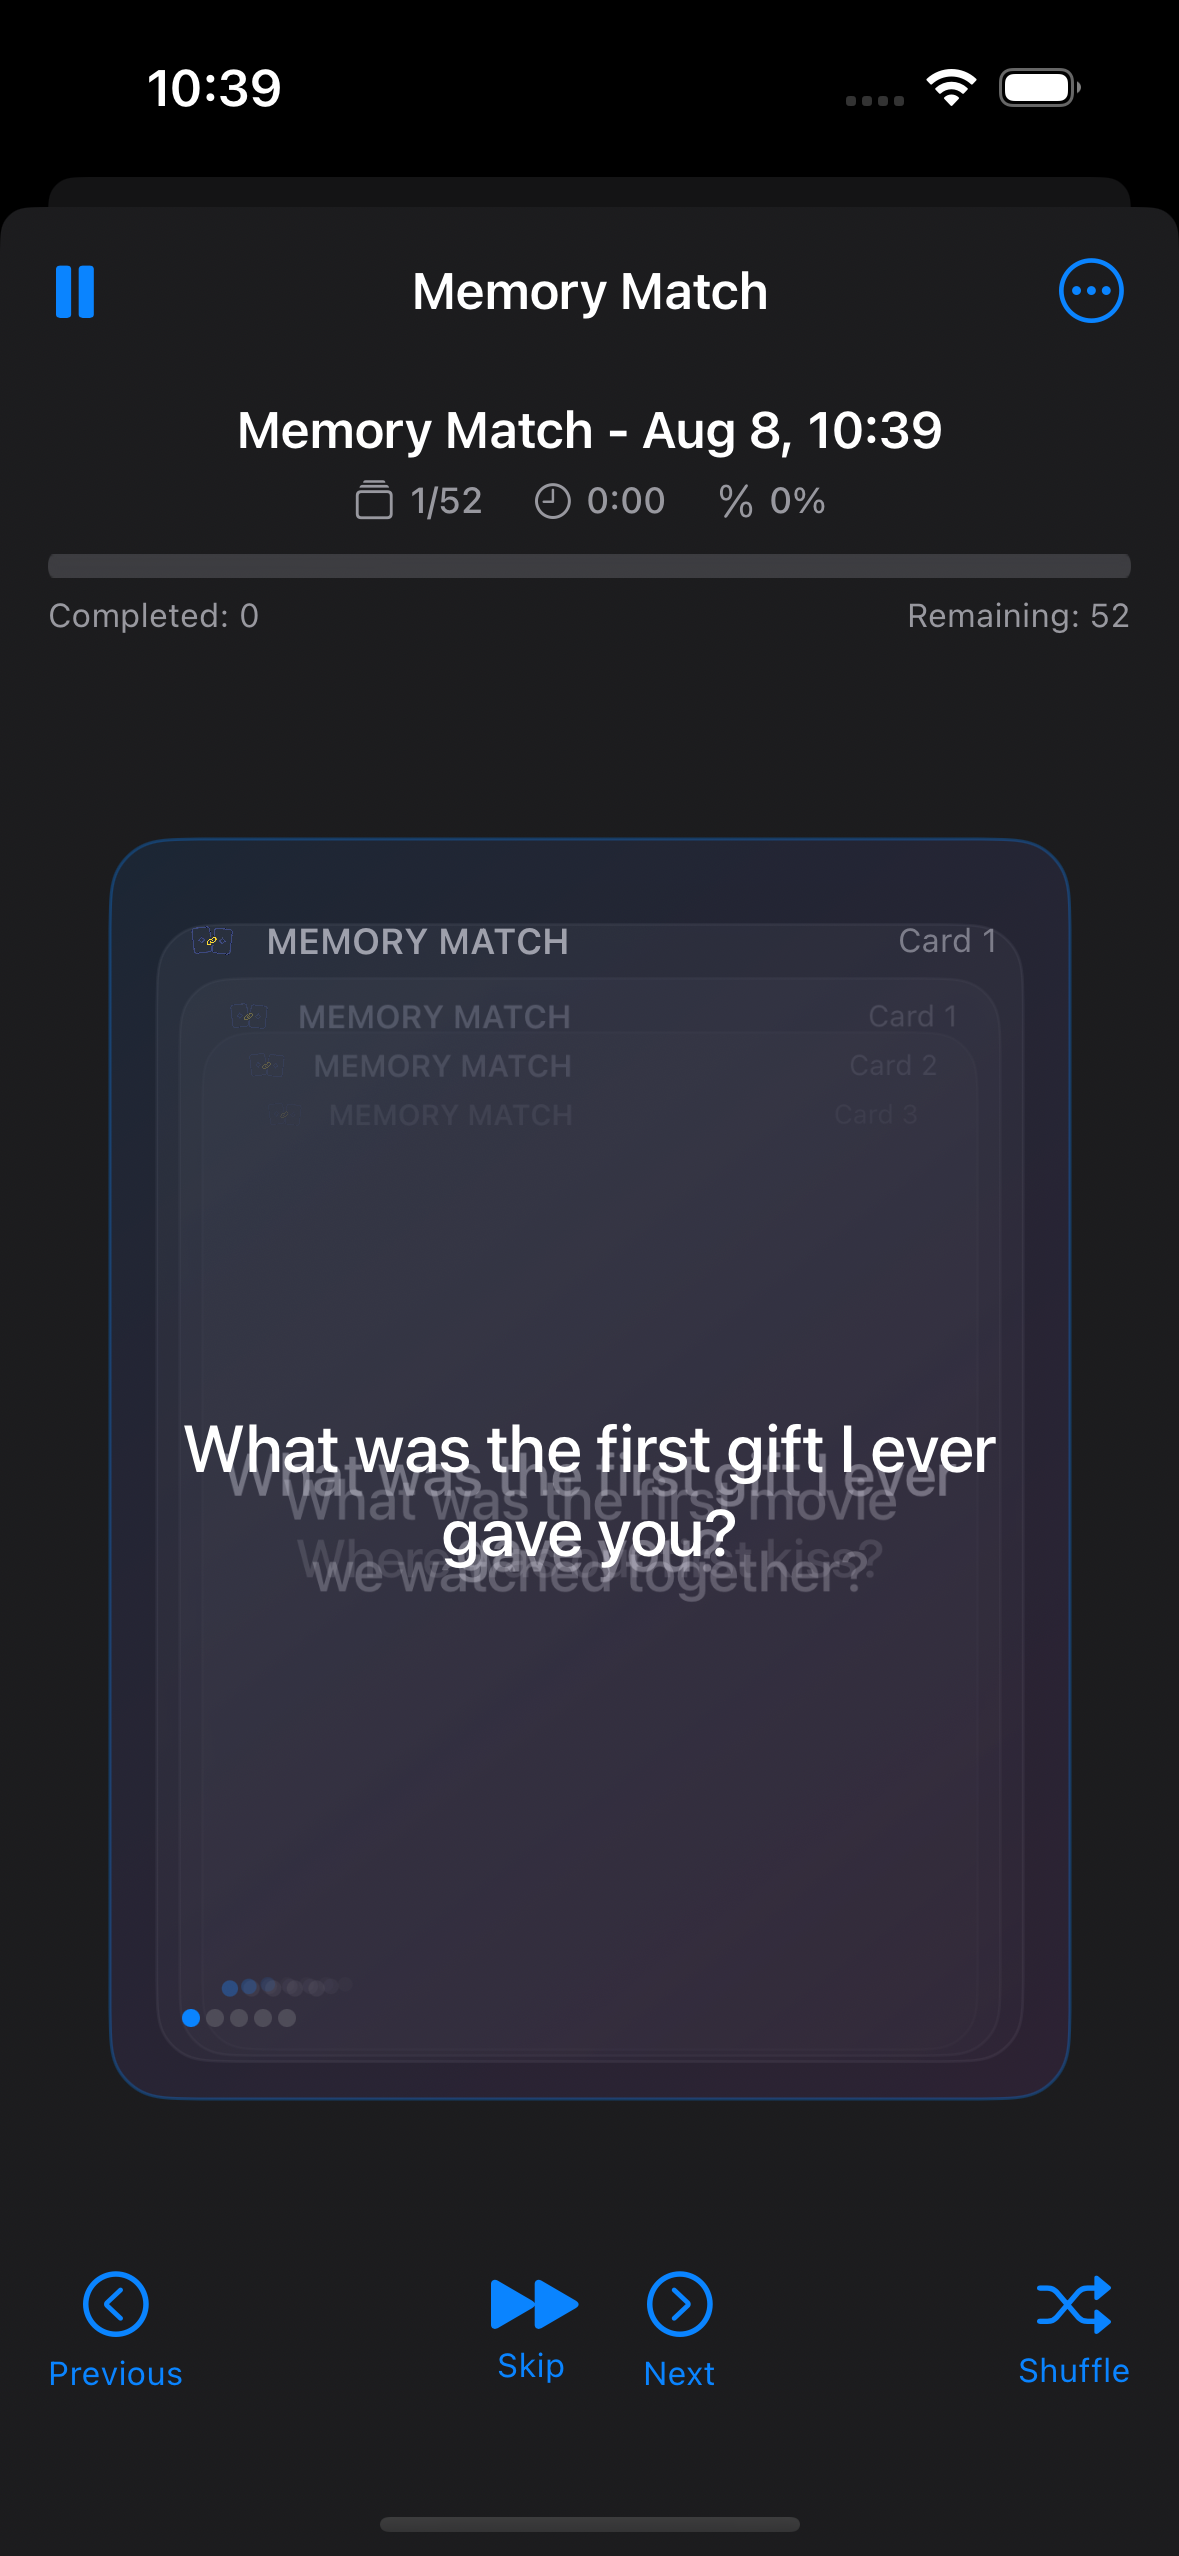 10:39
Memory Match
Memory Match - Aug 8, 10:39
1/52 0:00 % 0%
Completed: 0 Remaining: 52
MEMORY MATCH Card 1
MEMORY MATCH Card 1
MEMORY MATCH Card 2
MEMORY MATCH Card 3
What was the first gift I ever
gave you?
What was the first gift I ever
gave you?
What was the first movie
we watched together?
Where kiss?
Previous
Skip
Next
Shuffle